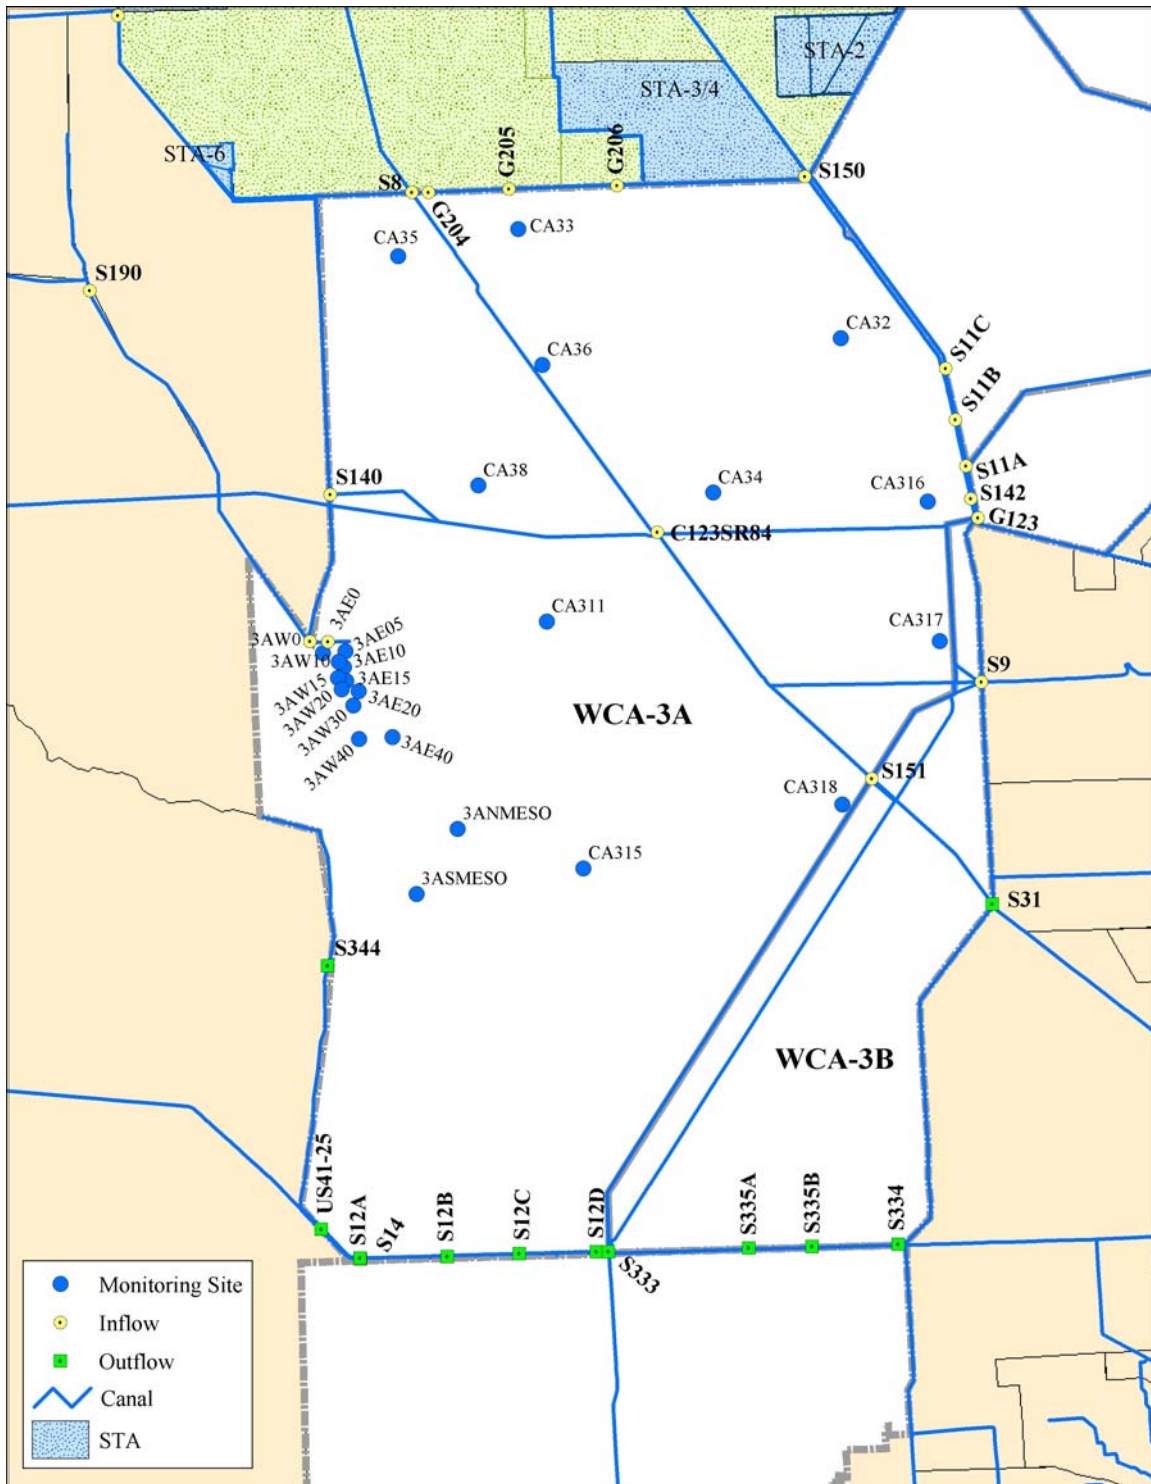 STA-2
STA-3/4
STA-6
S8
G204
G205
G206
S150
CA33
CA35
S190
CA32
S11C
CA36
S11B
S11A
CA38
S140
CA34
CA316
S142
G123
C123SR84
CA311
3AW0
3AE0
CA317
3AE05
3AW10
3AE10
3AW15
3AE15
S9
3AW20
3AE20
3AW30
WCA-3A
3AW40
3AE40
S151
CA318
3ANMESO
CA315
3ASMESO
S31
S344
WCA-3B
US41-25
S12A
S14
S12B
S12C
S12D
S333
S335A
S335B
S334
Monitoring Site
Inflow
Outflow
Canal
STA